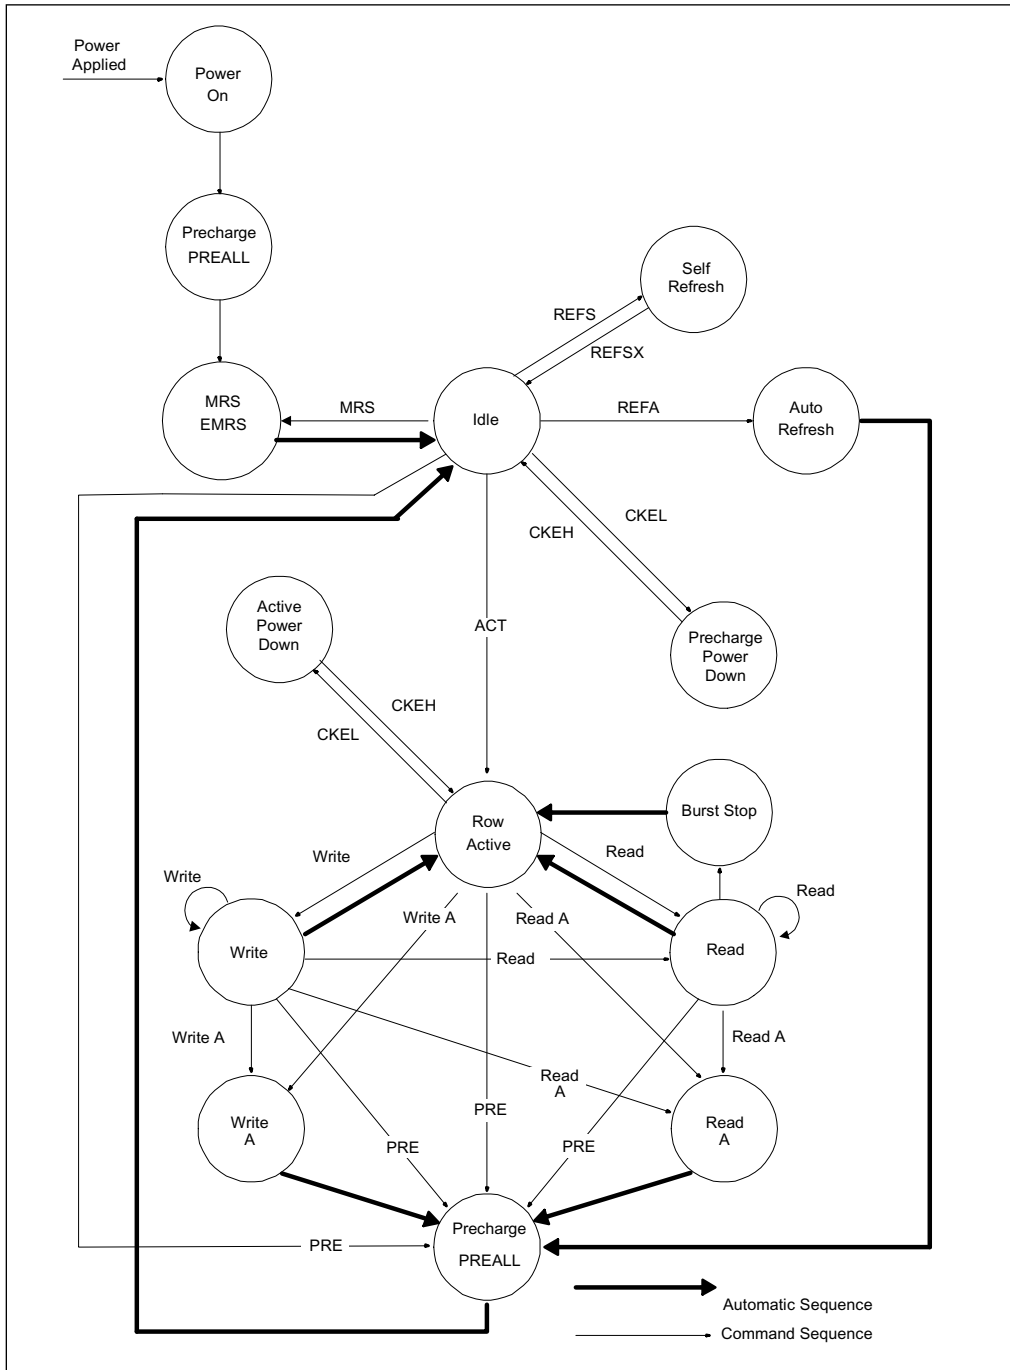 Power
Applied
Power
On
Precharge
PREALL
Self
Refresh
REFS
REFSX
MRS
EMRS
MRS
Idle
REFA
Auto
Refresh
CKEL
CKEH
Active
Power
Down
ACT
Precharge
Power
Down
CKEH
CKEL
Burst Stop
Row
Active
Write
Read
Write
Read
Write A
Read A
Write
Read
Read
Write A
Read A
Read
A
Write
A
PRE
Read
A
PRE
PRE
Precharge
PREALL
PRE
Automatic Sequence
Command Sequence